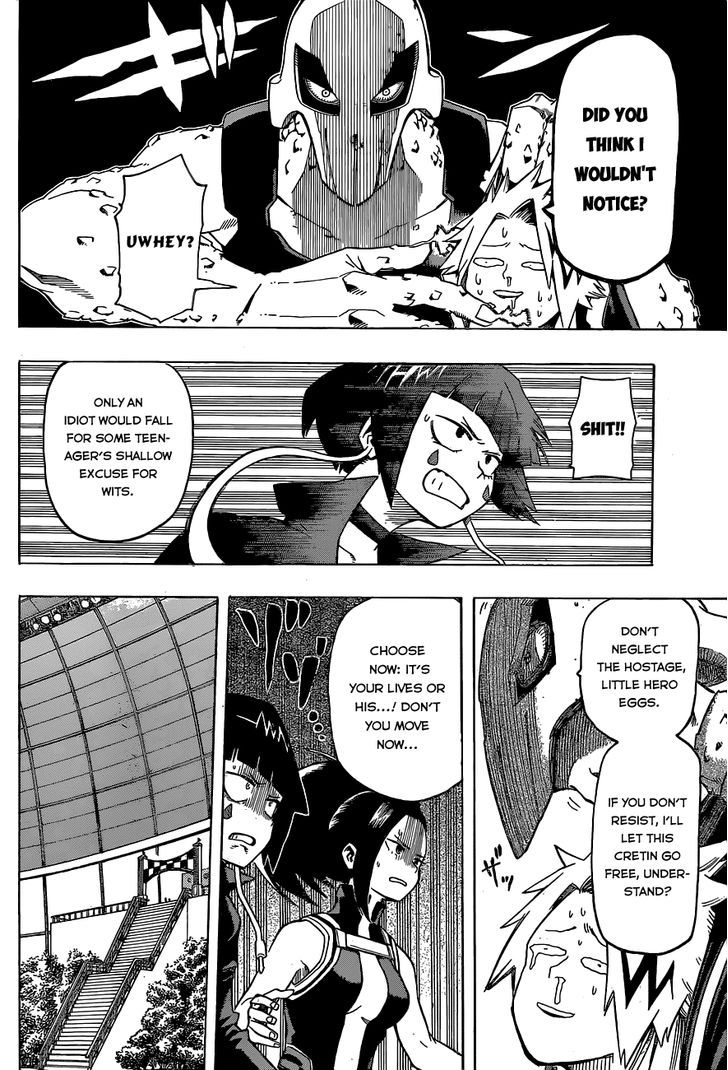 DID YOU
THINK I
WOULDN'T
NOTICE?
UWHEY?
SHIT!!
ONLY AN
IDIOT WOULD FALL
FOR SOME TEEN-
AGER'S SHALLOW
EXCUSE FOR
WITS.
DON'T
NEGLECT
THE HOSTAGE,
LITTLE HERO
EGGS.
IF YOU DON'T
RESIST, I'LL
LET THIS
CRETIN GO
FREE, UNDER-
STAND?
ザッ
CHOOSE
NOW: IT'S
YOUR LIVES OR
HIS...! DON'T
YOU MOVE
NOW...